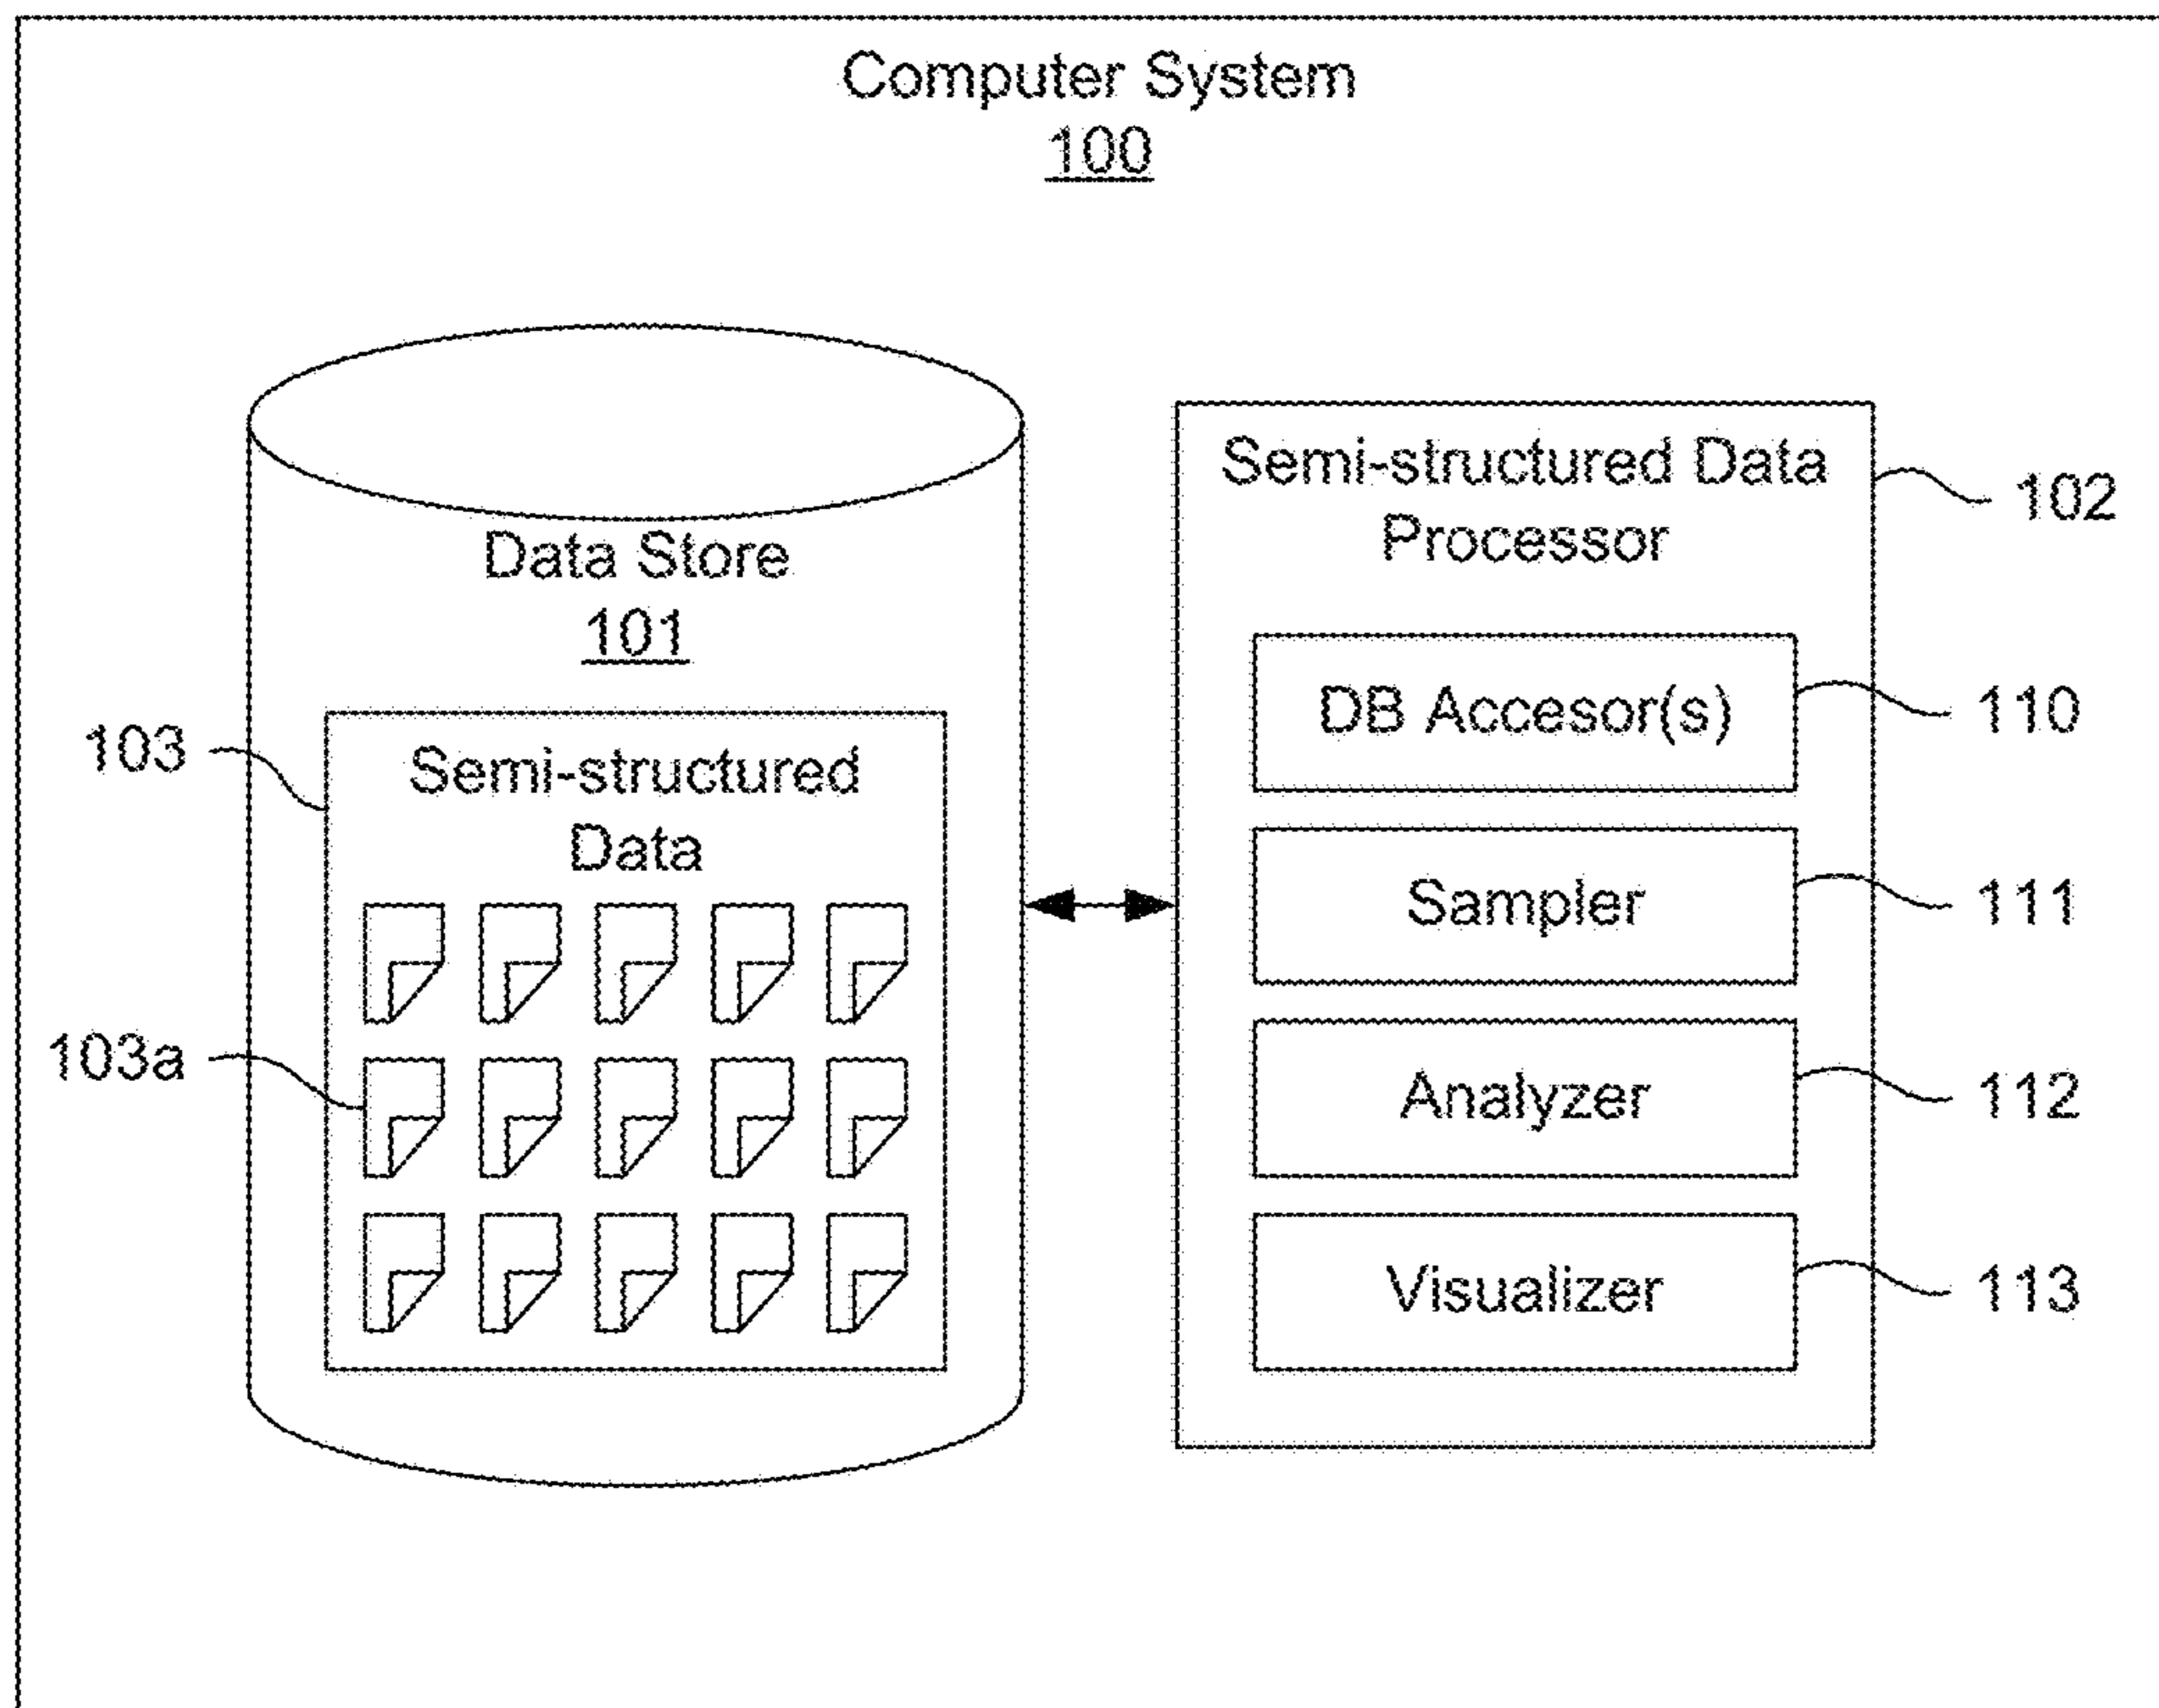 Computer System
100
Data Store
101
103
Semi-structured
Data
103a
Semi-structured Data
Processor
102
DB Accesor(s)
110
Sampler
111
Analyzer
112
Visualizer
113